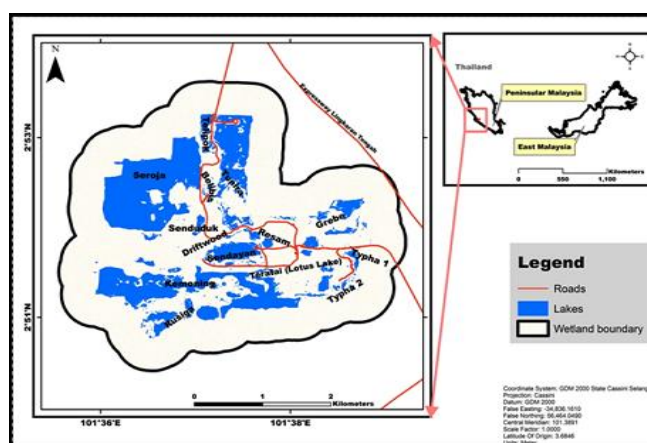 N
Thailand
Peninsular Malaysia
East Malaysia
Kilometers
0 550 1,100
2°53'N
2°51'N
Seroja
Senduduk
Driftwood
Resam
Grebe
Sendayan
Teratai (Lotus Lake)
Typha 1
Typha 2
Kemoning
0 1 2
Kilometers
101°36'E
101°38'E
Legend
Roads
Lakes
Wetland boundary
Coordinate System: GDM 2000 State Cassini Selang
Projection: Cassini
Datum: GDM 2000
False Easting: -34,836.1610
False Northing: 56,464.0490
Central Meridian: 101.3891
Scale Factor: 1.0000
Latitude Of Origin: 3.6846